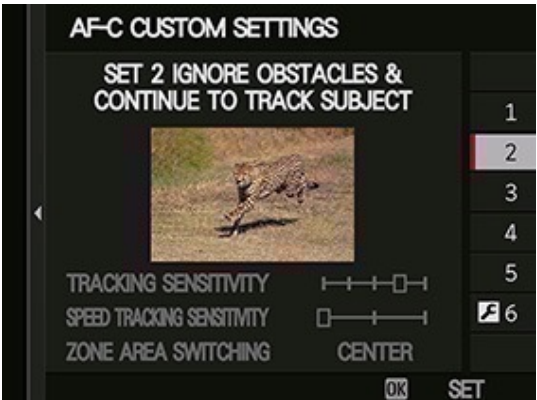 AF-C CUSTOM SETTINGS
SET 2 IGNORE OBSTACLES &
CONTINUE TO TRACK SUBJECT
1
2
3
4
5
6
TRACKING SENSITIVITY
SPEED TRACKING SENSITIVITY
ZONE AREA SWITCHING CENTER
OK SET